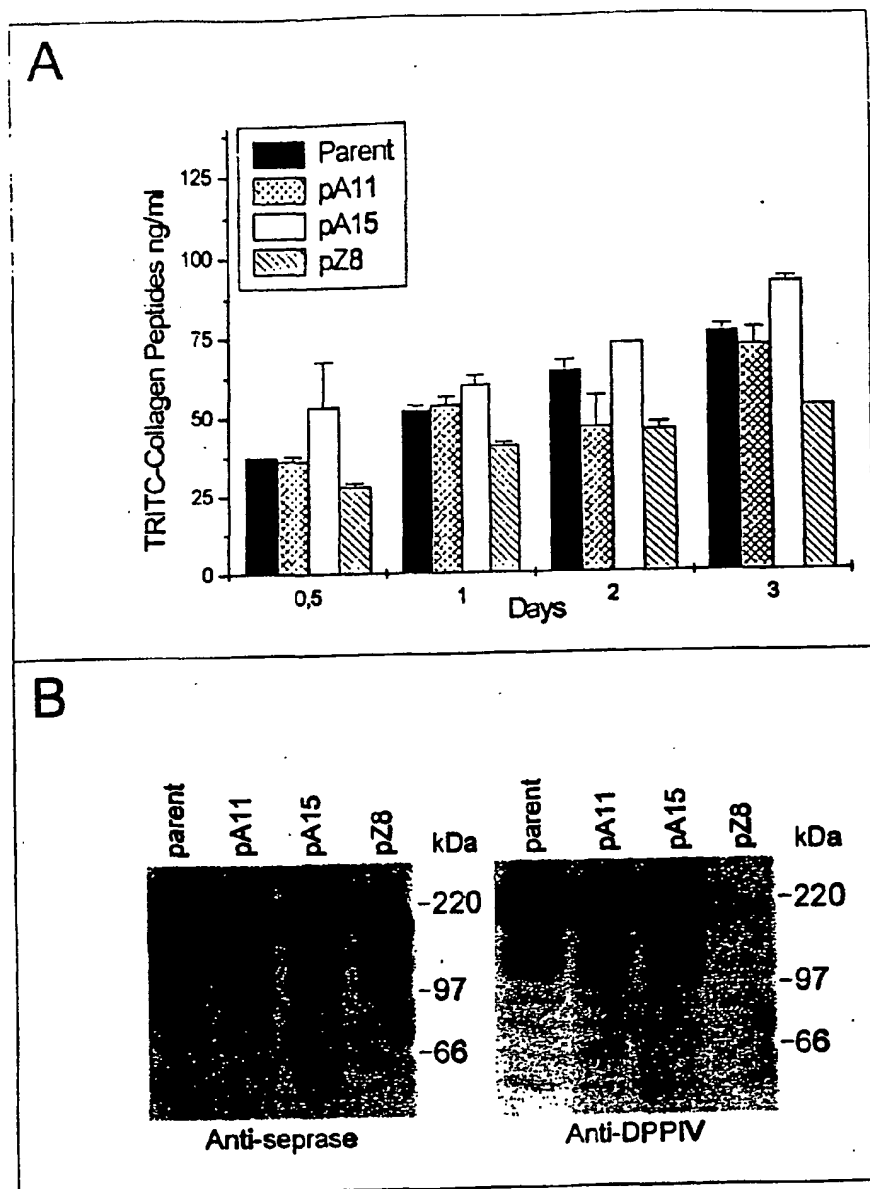 A
Parent
pA11
pA15
pZ8
TRITC-Collagen Peptides ng/ml
125
100
75
50
25
0
0,5 1 2 3
Days
B
parent pA11 pA15 pZ8 kDa
-220
-97
-66
Anti-seprase
parent pA11 pA15 pZ8 kDa
-220
-97
-66
Anti-DPPIV